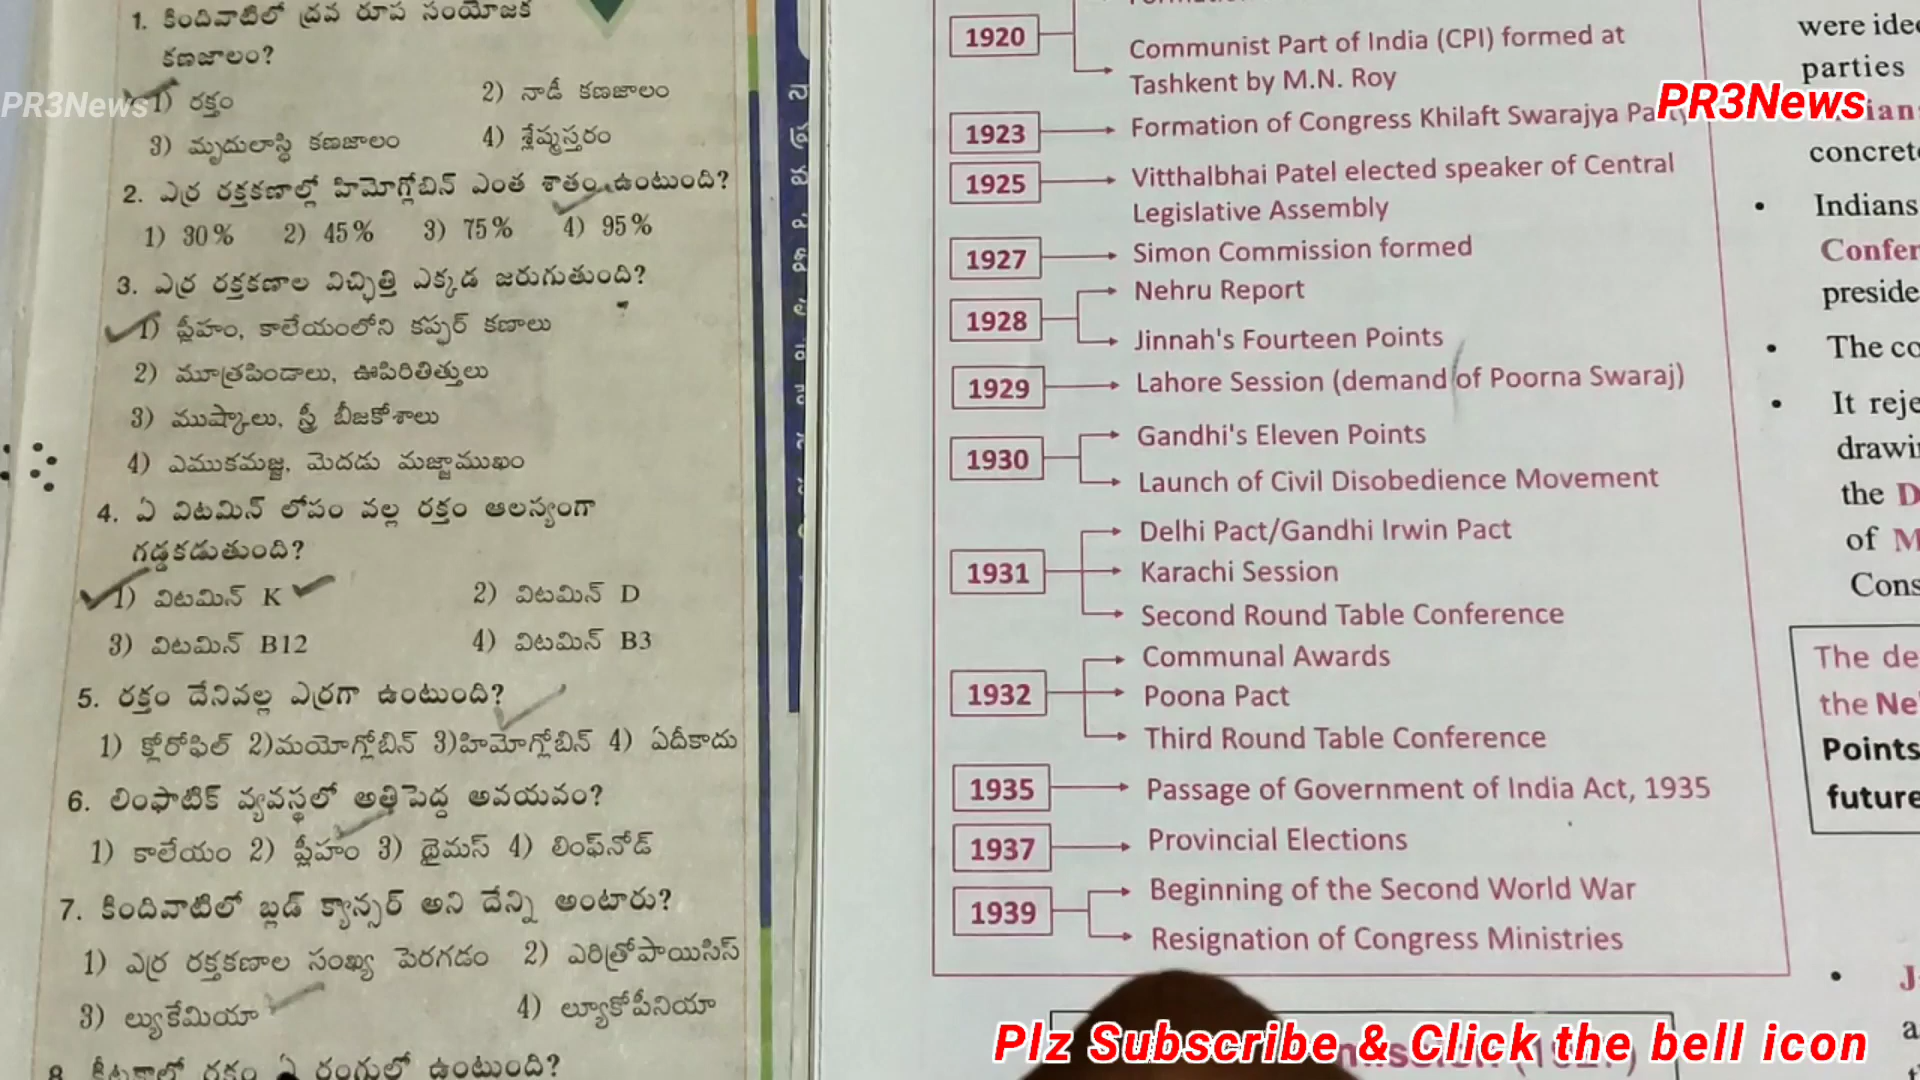 1. కిందివాటిలో ద్రవ రూప సంయోజక
కణజాలం?
1) రక్తం
2) నాడీ కణజాలం
3) మృదులాస్థి కణజాలం
4) శ్లేష్మస్తరం
2. ఎర్ర రక్తకణాల్లో హిమోగ్లోబిన్ ఎంత శాతం ఉంటుంది?
1) 30% 2) 45% 3) 75% 4) 95%
3. ఎర్ర రక్తకణాల విచ్ఛిత్తి ఎక్కడ జరుగుతుంది?
1) ప్లీహం, కాలేయంలోని కప్ఫర్ కణాలు
2) మూత్రపిండాలు, ఊపిరితిత్తులు
3) ముష్కాలు, స్త్రీ బీజకోశాలు
4) ఎముకమజ్జ, మెదడు మజ్జాముఖం
4. ఏ విటమిన్ లోపం వల్ల రక్తం ఆలస్యంగా
గడ్డకడుతుంది?
1) విటమిన్ K
2) విటమిన్ D
3) విటమిన్ B12
4) విటమిన్ B3
5. రక్తం దేనివల్ల ఎర్రగా ఉంటుంది?
1) క్లోరోఫిల్ 2)మయోగ్లోబిన్ 3)హిమోగ్లోబిన్ 4) ఏదీకాదు
6. లింఫాటిక్ వ్యవస్థలో అత్తిపెద్ద అవయవం?
1) కాలేయం 2) ప్లీహం 3) థైమస్ 4) లింఫ్‌నోడ్
7. కిందివాటిలో బ్లడ్ క్యాన్సర్ అని దేన్ని అంటారు?
1) ఎర్ర రక్తకణాల సంఖ్య పెరగడం 2) ఎరిత్రోపాయిసిస్
3) ల్యుకేమియా
4) ల్యూకోపీనియా
8. కీటకాల్లో రక్తం ఏ రంగులో ఉంటుంది?
PR3News
1920
Communist Part of India (CPI) formed at
Tashkent by M.N. Roy
1923
Formation of Congress Khilaft Swarajya Party
1925
Vitthalbhai Patel elected speaker of Central
Legislative Assembly
1927
Simon Commission formed
1928
Nehru Report
Jinnah's Fourteen Points
1929
Lahore Session (demand of Poorna Swaraj)
1930
Gandhi's Eleven Points
Launch of Civil Disobedience Movement
1931
Delhi Pact/Gandhi Irwin Pact
Karachi Session
Second Round Table Conference
1932
Communal Awards
Poona Pact
Third Round Table Conference
1935
Passage of Government of India Act, 1935
1937
Provincial Elections
1939
Beginning of the Second World War
Resignation of Congress Ministries
were
parties
PR3News
Indians
The
It
the
of
The
the
Points
future
Plz Subscribe & Click the bell icon